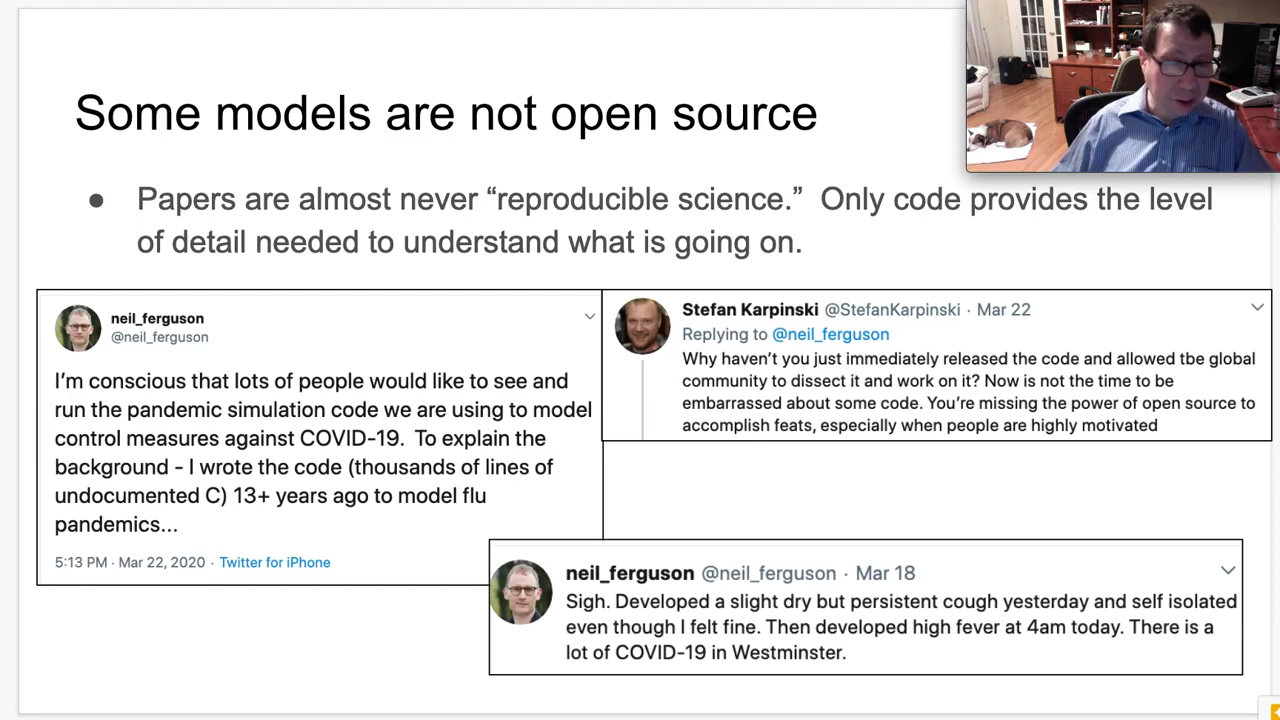 Some models are not open source
● Papers are almost never “reproducible science.” Only code provides the level
of detail needed to understand what is going on.
neil_ferguson
@neil_ferguson
I’m conscious that lots of people would like to see and
run the pandemic simulation code we are using to model
control measures against COVID-19. To explain the
background - I wrote the code (thousands of lines of
undocumented C) 13+ years ago to model flu
pandemics...
5:13 PM · Mar 22, 2020 · Twitter for iPhone
Stefan Karpinski @StefanKarpinski · Mar 22
Replying to @neil_ferguson
Why haven’t you just immediately released the code and allowed tbe global
community to dissect it and work on it? Now is not the time to be
embarrassed about some code. You’re missing the power of open source to
accomplish feats, especially when people are highly motivated
neil_ferguson @neil_ferguson · Mar 18
Sigh. Developed a slight dry but persistent cough yesterday and self isolated
even though I felt fine. Then developed high fever at 4am today. There is a
lot of COVID-19 in Westminster.